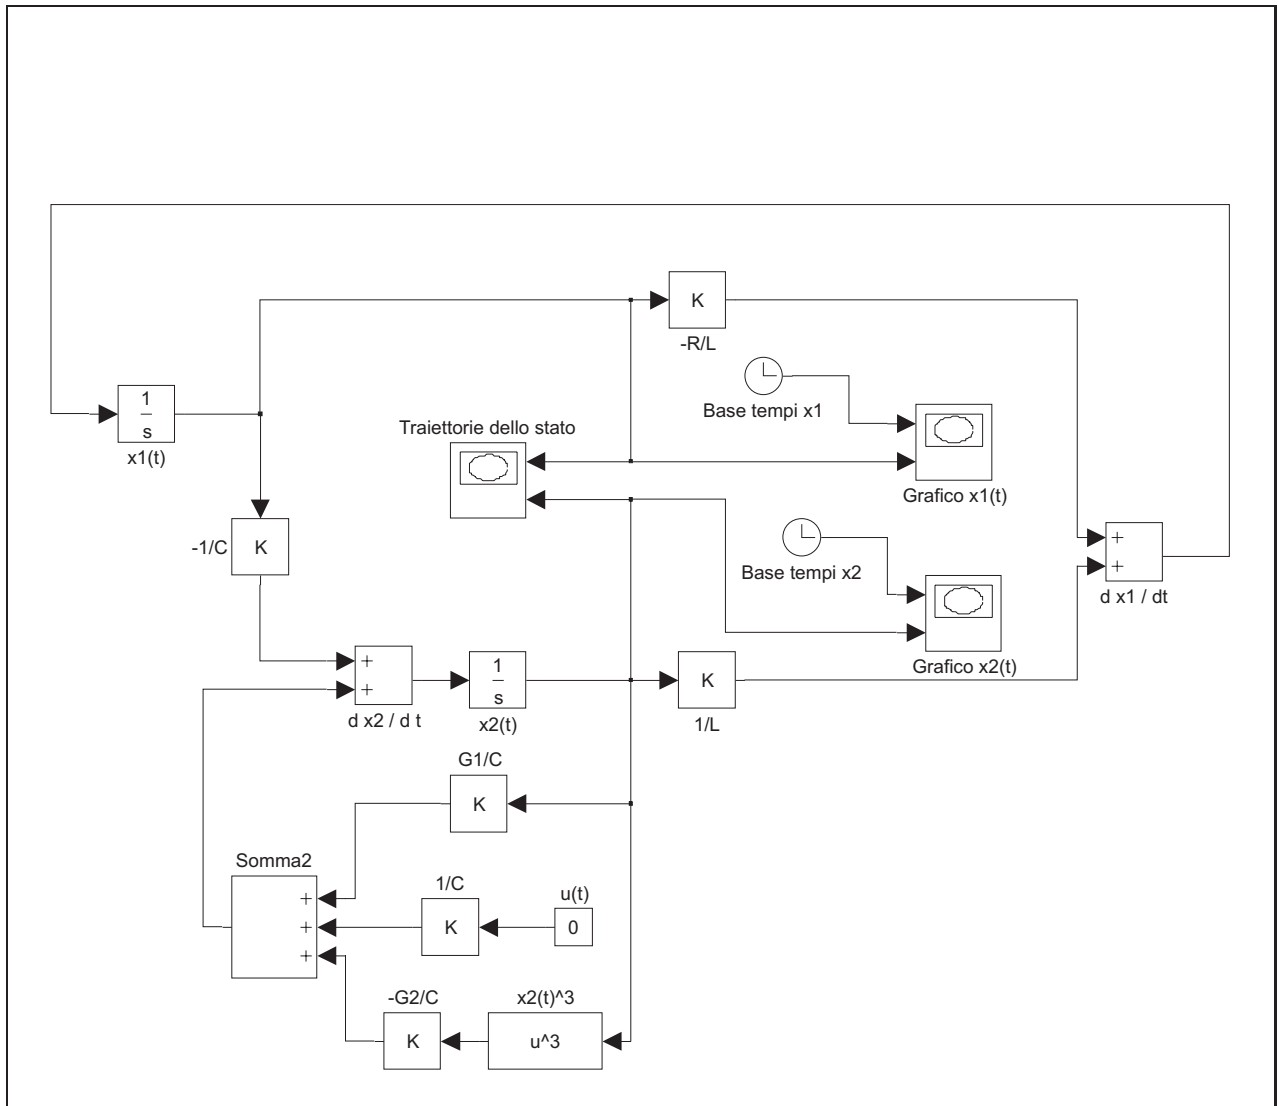 K
-R/L
1
s
x1(t)
Base tempi x1
Traiettorie dello stato
Grafico x1(t)
-1/C
K
Base tempi x2
+
+
d x1 / dt
+
+
d x2 / d t
1
s
x2(t)
K
1/L
Grafico x2(t)
G1/C
K
Somma2
+
+
+
1/C
K
u(t)
0
-G2/C
K
x2(t)^3
u^3